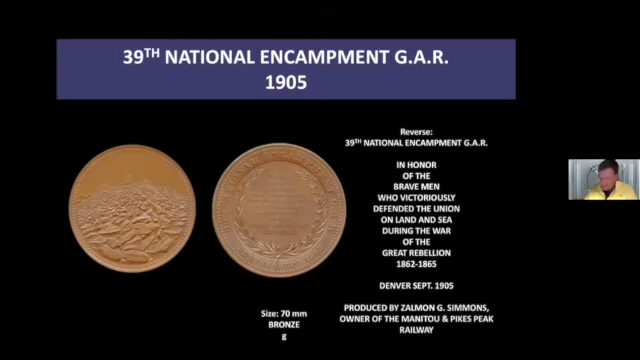 39TH NATIONAL ENCAMPMENT G.A.R.
1905
Reverse:
39TH NATIONAL ENCAMPMENT G.A.R.
IN HONOR
OF THE
BRAVE MEN
WHO VICTORIOUSLY
DEFENDED THE UNION
ON LAND AND SEA
DURING THE WAR
OF THE
GREAT REBELLION
1862-1865
DENVER SEPT. 1905
PRODUCED BY ZALMON G. SIMMONS,
OWNER OF THE MANITOU & PIKES PEAK
RAILWAY
Size: 70 mm
BRONZE
g